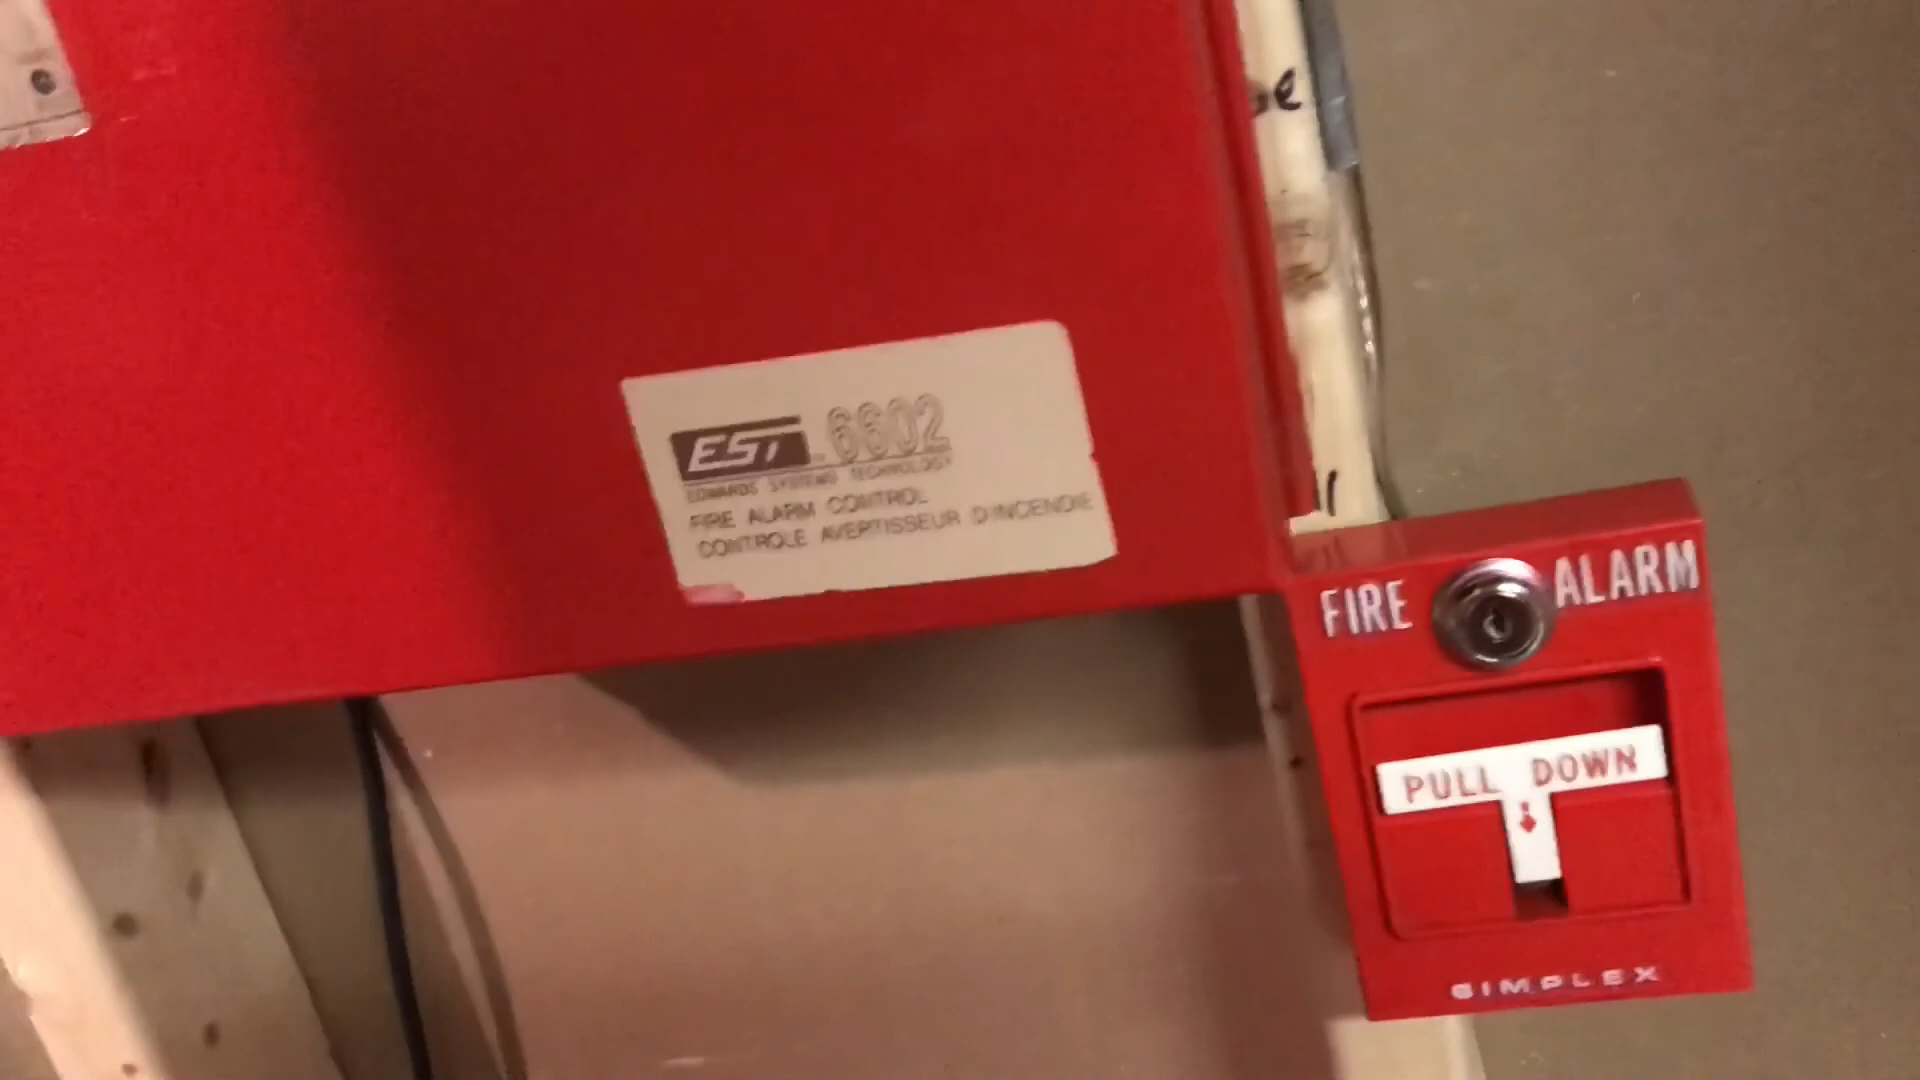 EST 6602
EDWARDS SYSTEMS TECHNOLOGY
FIRE ALARM CONTROL
CONTROLE AVERTISSEUR D'INCENDIE
FIRE ALARM
PULL DOWN
SIMPLEX